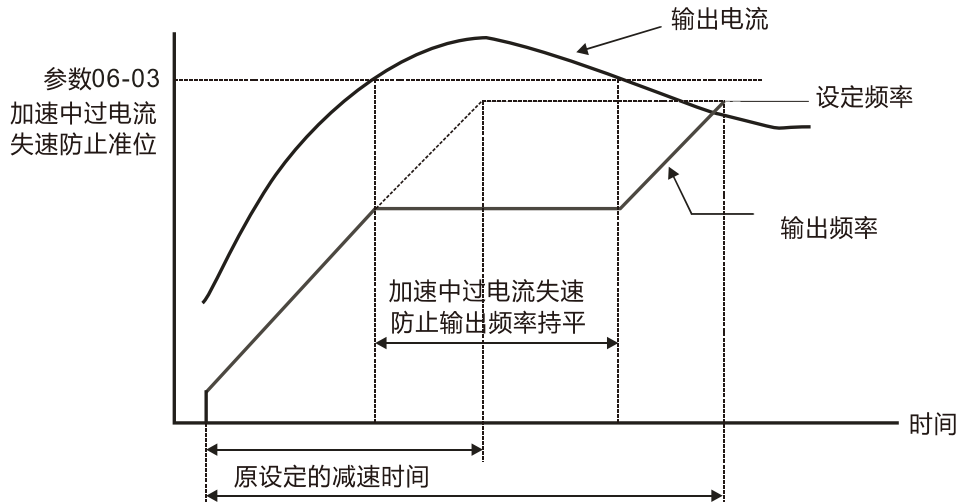 输出电流
参数06-03
加速中过电流
失速防止准位
设定频率
输出频率
加速中过电流失速
防止输出频率持平
时间
原设定的减速时间